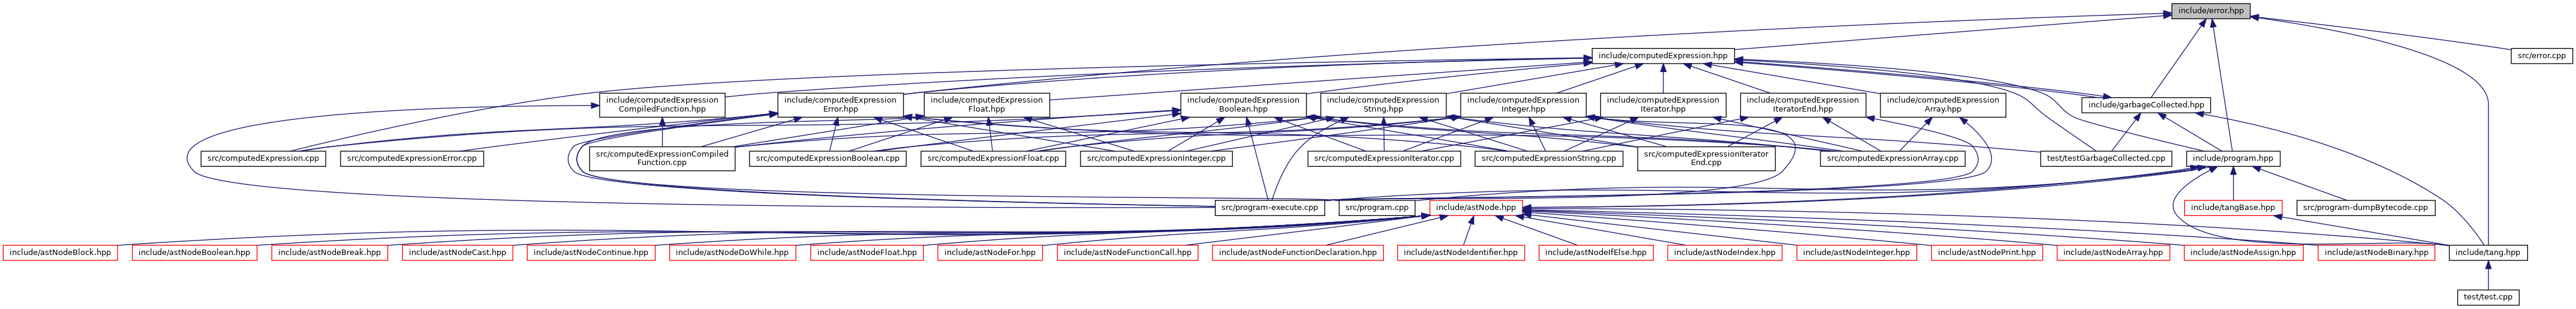 include/error.hpp
include/computedExpression.hpp
src/error.cpp
include/computedExpression
CompiledFunction.hpp
include/computedExpression
Error.hpp
include/computedExpression
Float.hpp
include/computedExpression
Boolean.hpp
include/computedExpression
String.hpp
include/computedExpression
Integer.hpp
include/computedExpression
Iterator.hpp
include/computedExpression
IteratorEnd.hpp
include/computedExpression
Array.hpp
include/garbageCollected.hpp
src/computedExpression.cpp
src/computedExpressionError.cpp
src/computedExpressionCompiled
Function.cpp
src/computedExpressionBoolean.cpp
src/computedExpressionFloat.cpp
src/computedExpressionInteger.cpp
src/computedExpressionIterator.cpp
src/computedExpressionString.cpp
src/computedExpressionIterator
End.cpp
src/computedExpressionArray.cpp
test/testGarbageCollected.cpp
include/program.hpp
src/program-execute.cpp
src/program.cpp
include/astNode.hpp
include/tangBase.hpp
src/program-dumpBytecode.cpp
include/astNodeBlock.hpp
include/astNodeBoolean.hpp
include/astNodeBreak.hpp
include/astNodeCast.hpp
include/astNodeContinue.hpp
include/astNodeDoWhile.hpp
include/astNodeFloat.hpp
include/astNodeFor.hpp
include/astNodeFunctionCall.hpp
include/astNodeFunctionDeclaration.hpp
include/astNodeIdentifier.hpp
include/astNodeIfElse.hpp
include/astNodeIndex.hpp
include/astNodeInteger.hpp
include/astNodePrint.hpp
include/astNodeArray.hpp
include/astNodeAssign.hpp
include/astNodeBinary.hpp
include/tang.hpp
test/test.cpp